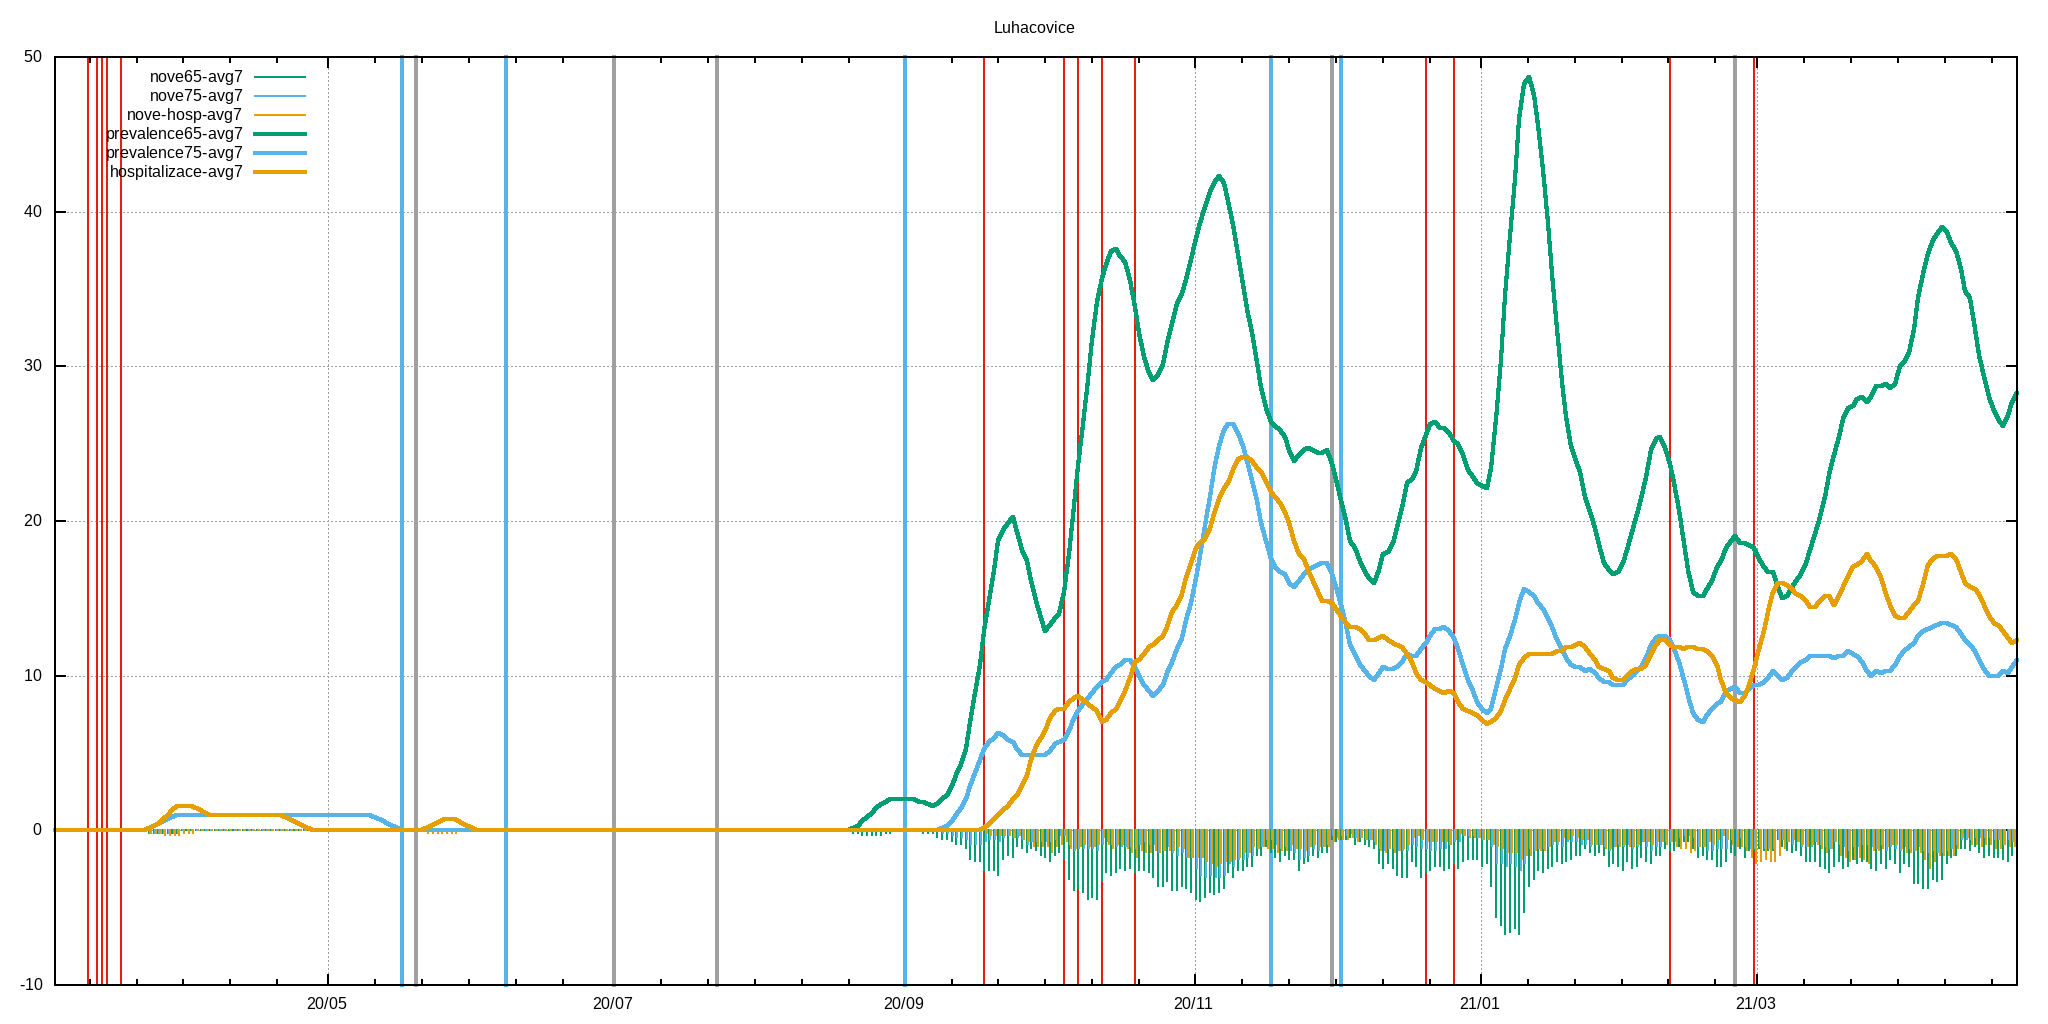 Luhacovice
50
nove65-avg7
nove75-avg7
nove-hosp-avg7
prevalence65-avg7
prevalence75-avg7
hospitalizace-avg7
40
30
20
10
0
-10
20/05 20/07 20/09 20/11 21/01 21/03